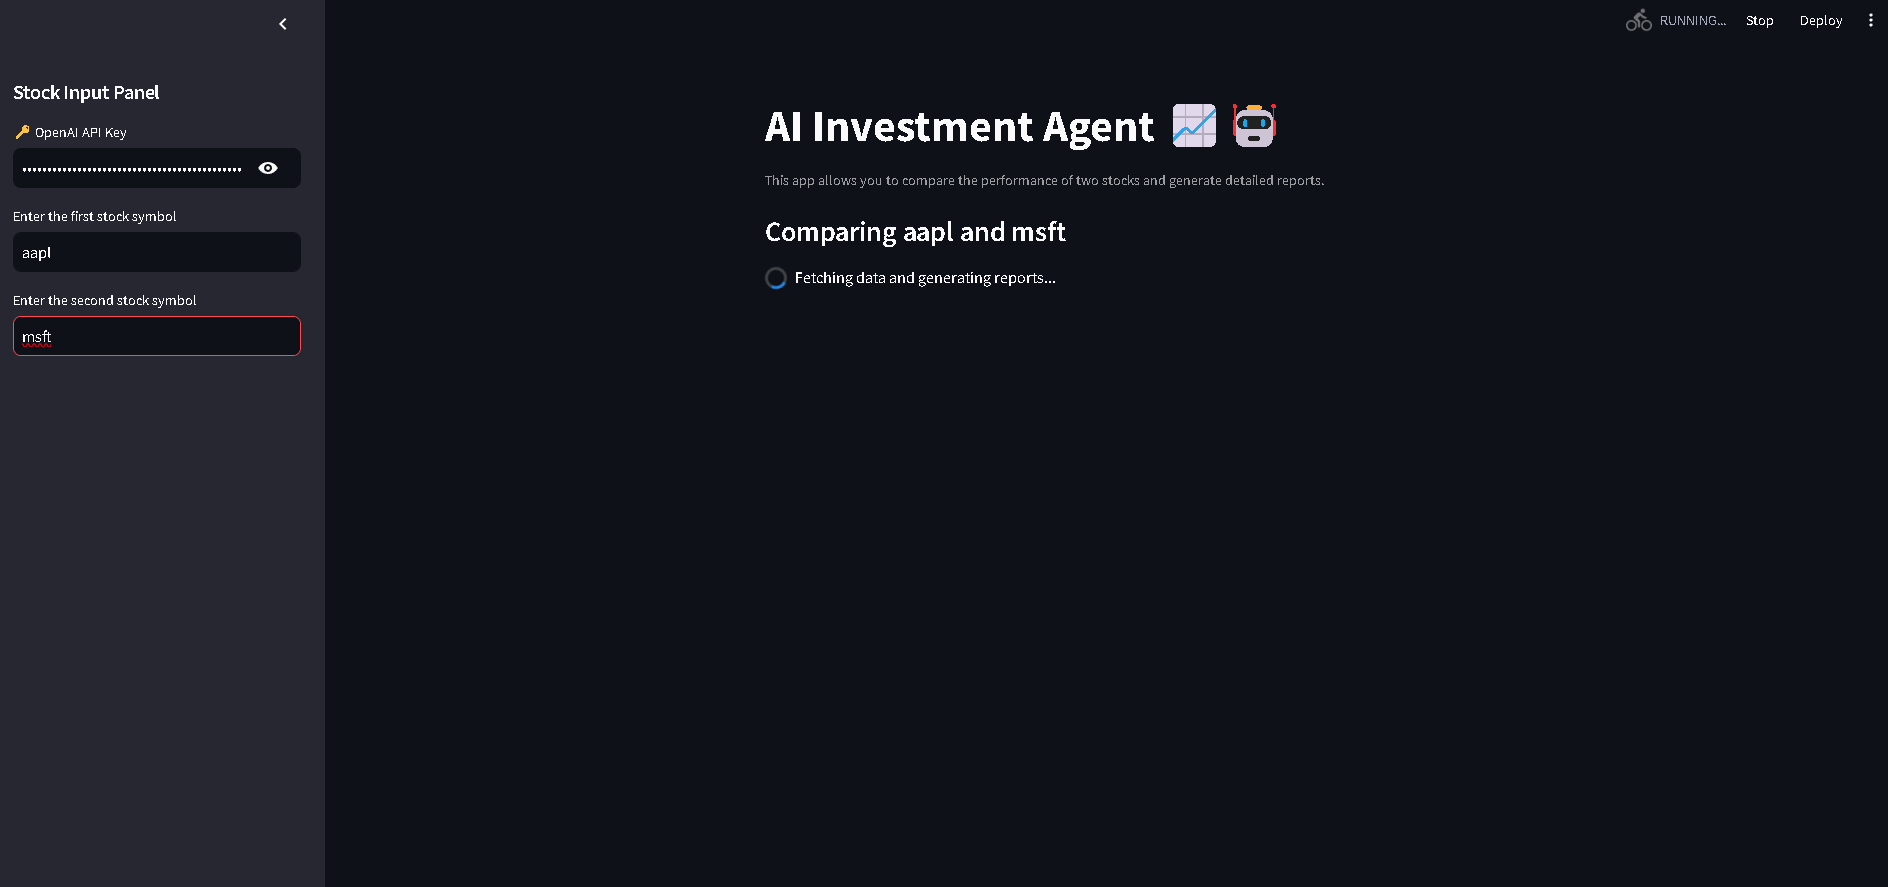 Stock Input Panel
🔑 OpenAI API Key
Enter the first stock symbol
aapl
Enter the second stock symbol
msft
RUNNING...
Stop
Deploy
AI Investment Agent 📈 🤖
This app allows you to compare the performance of two stocks and generate detailed reports.
Comparing aapl and msft
Fetching data and generating reports...